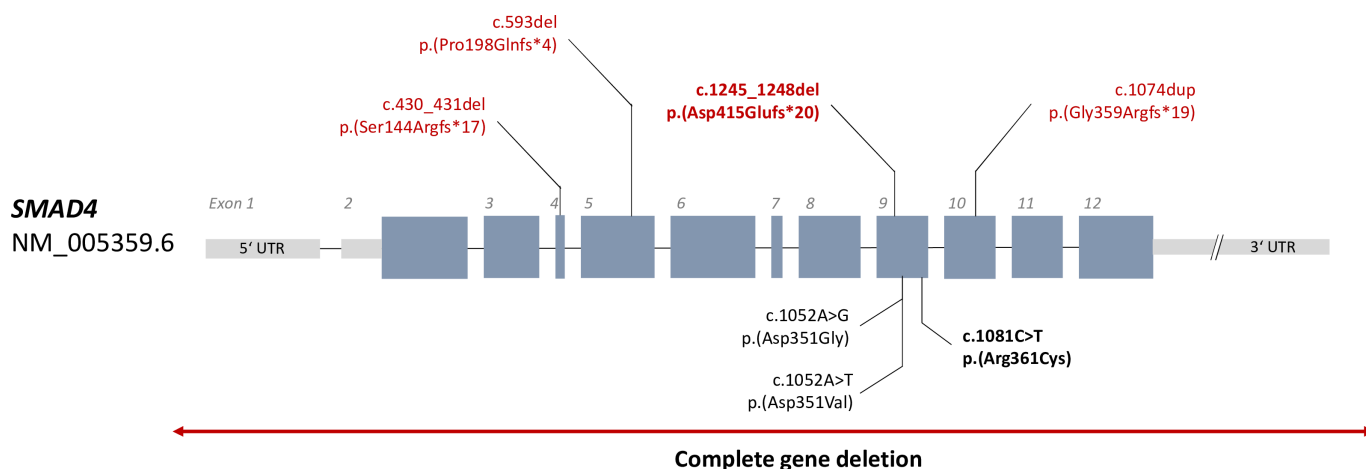 c.593del
p.(Pro198Glnfs*4)
c.430_431del
p.(Ser144Argfs*17)
c.1245_1248del
p.(Asp415Glufs*20)
c.1074dup
p.(Gly359Argfs*19)
SMAD4
NM_005359.6
Exon 1 2 3 4 5 6 7 8 9 10 11 12
5‘ UTR
3‘ UTR
c.1052A>G
p.(Asp351Gly)
c.1081C>T
p.(Arg361Cys)
c.1052A>T
p.(Asp351Val)
Complete gene deletion